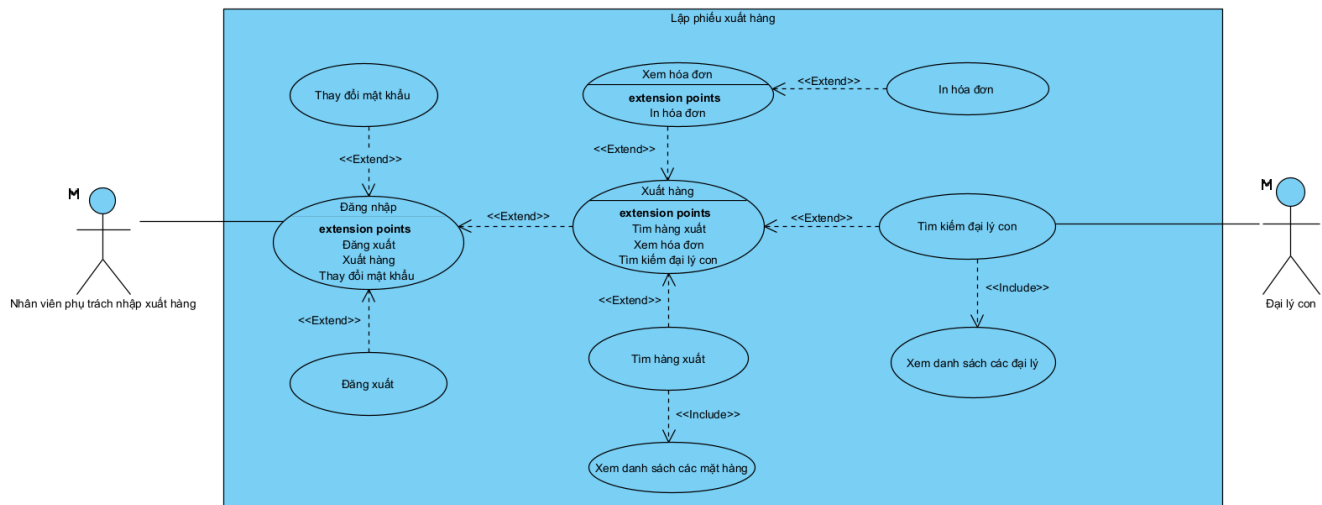 Lập phiếu xuất hàng
Thay đổi mật khẩu
Xem hóa đơn
extension points
In hóa đơn
<<Extend>>
In hóa đơn
<<Extend>>
<<Extend>>
M
Nhân viên phụ trách nhập xuất hàng
Đăng nhập
extension points
Đăng xuất
Xuất hàng
Thay đổi mật khẩu
<<Extend>>
Xuất hàng
extension points
Tìm hàng xuất
Xem hóa đơn
Tìm kiếm đại lý con
<<Extend>>
Tìm kiếm đại lý con
M
Đại lý con
<<Extend>>
<<Extend>>
<<Include>>
Đăng xuất
Tìm hàng xuất
Xem danh sách các đại lý
<<Include>>
Xem danh sách các mặt hàng